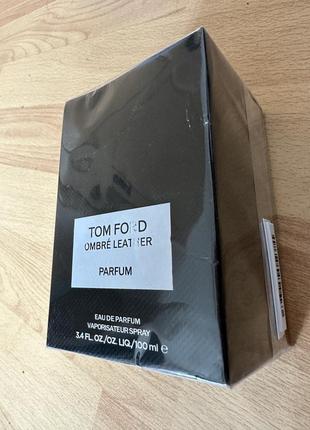 TOM FORD
OMBRÉ LEATHER
PARFUM
EAU DE PARFUM
VAPORISATEUR SPRAY
3.4 FL. OZ./OZ. LIQ./100 ml e